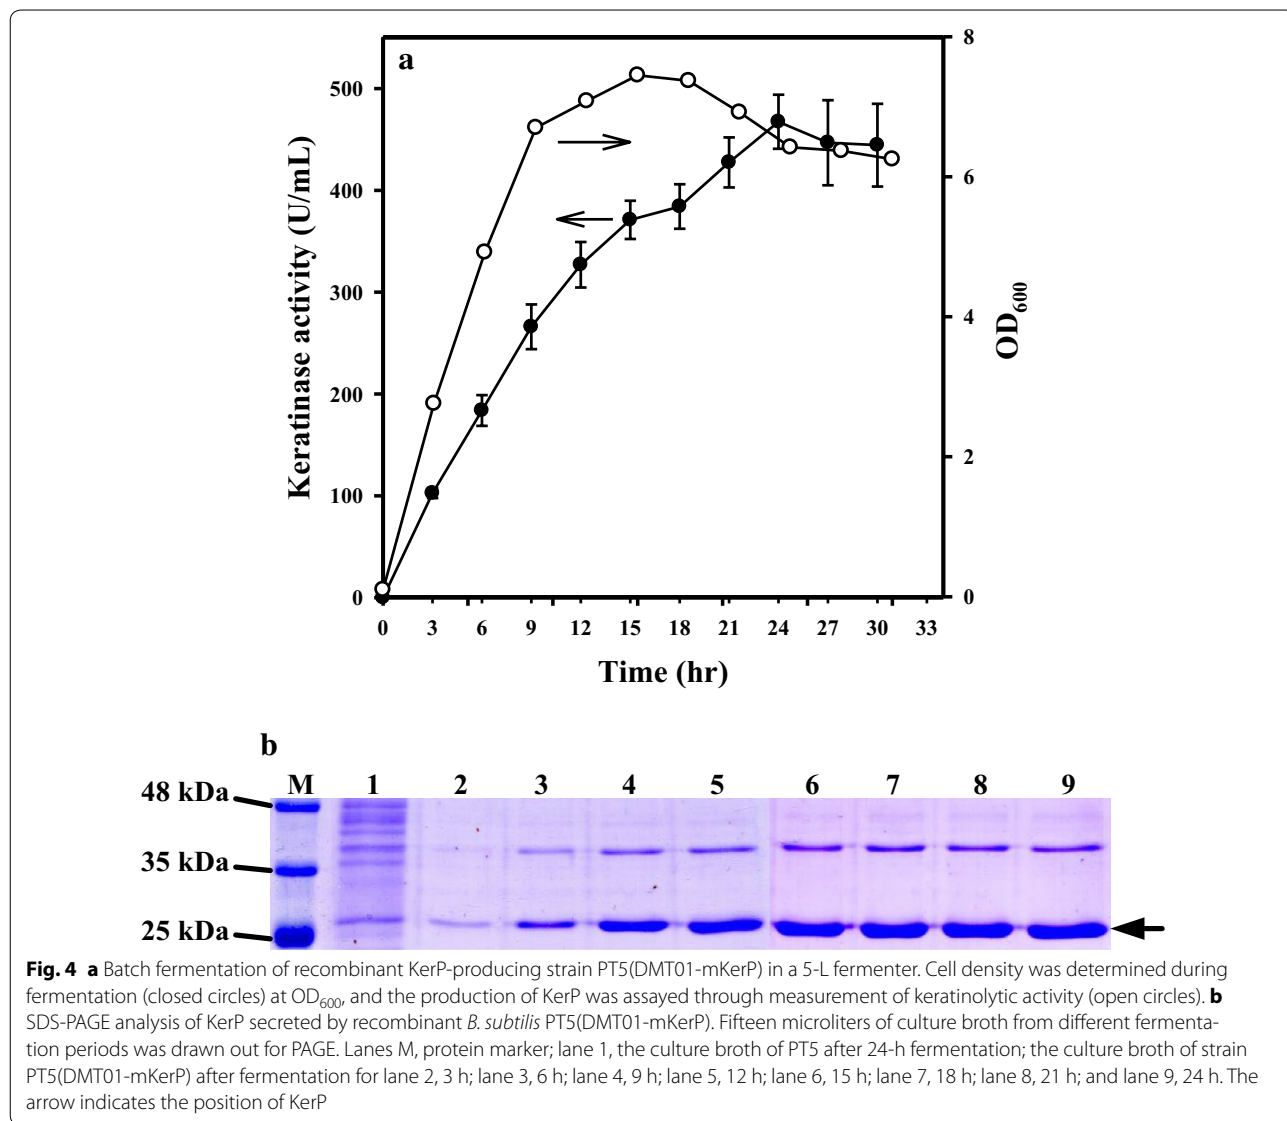 a
8
500
Keratinase activity (U/mL)
400
6
300
4
OD600
200
2
100
0
0
0 3 6 9 12 15 18 21 24 27 30 33
Time (hr)
b
M 1 2 3 4 5 6 7 8 9
48 kDa
35 kDa
25 kDa
Fig. 4 a Batch fermentation of recombinant KerP-producing strain PT5(DMT01-mKerP) in a 5-L fermenter. Cell density was determined during
fermentation (closed circles) at OD600, and the production of KerP was assayed through measurement of keratinolytic activity (open circles). b
SDS-PAGE analysis of KerP secreted by recombinant B. subtilis PT5(DMT01-mKerP). Fifteen microliters of culture broth from different fermenta-
tion periods was drawn out for PAGE. Lanes M, protein marker; lane 1, the culture broth of PT5 after 24-h fermentation; the culture broth of strain
PT5(DMT01-mKerP) after fermentation for lane 2, 3 h; lane 3, 6 h; lane 4, 9 h; lane 5, 12 h; lane 6, 15 h; lane 7, 18 h; lane 8, 21 h; and lane 9, 24 h. The
arrow indicates the position of KerP